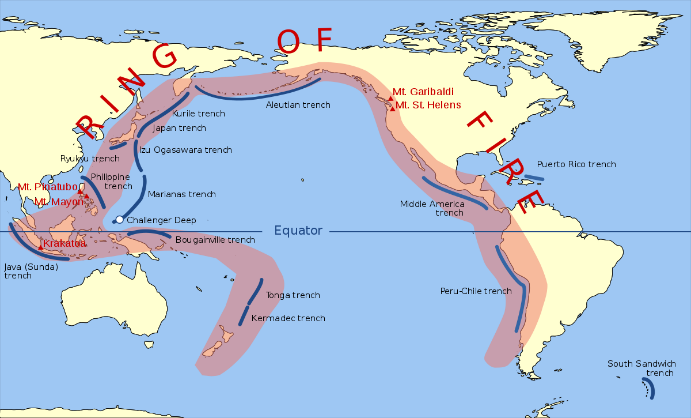 RING OF FIRE
Mt. Garibaldi
Mt. St. Helens
Aleutian trench
Kurile trench
Japan trench
Izu Ogasawara trench
Ryukyu trench
Philippine
trench
Mt. Pinatubo
Mt. Mayon
Marianas trench
Challenger Deep
Puerto Rico trench
Middle America
trench
Equator
Krakatoa
Bougainville trench
Java (Sunda)
trench
Tonga trench
Kermadec trench
Peru-Chile trench
South Sandwich
trench